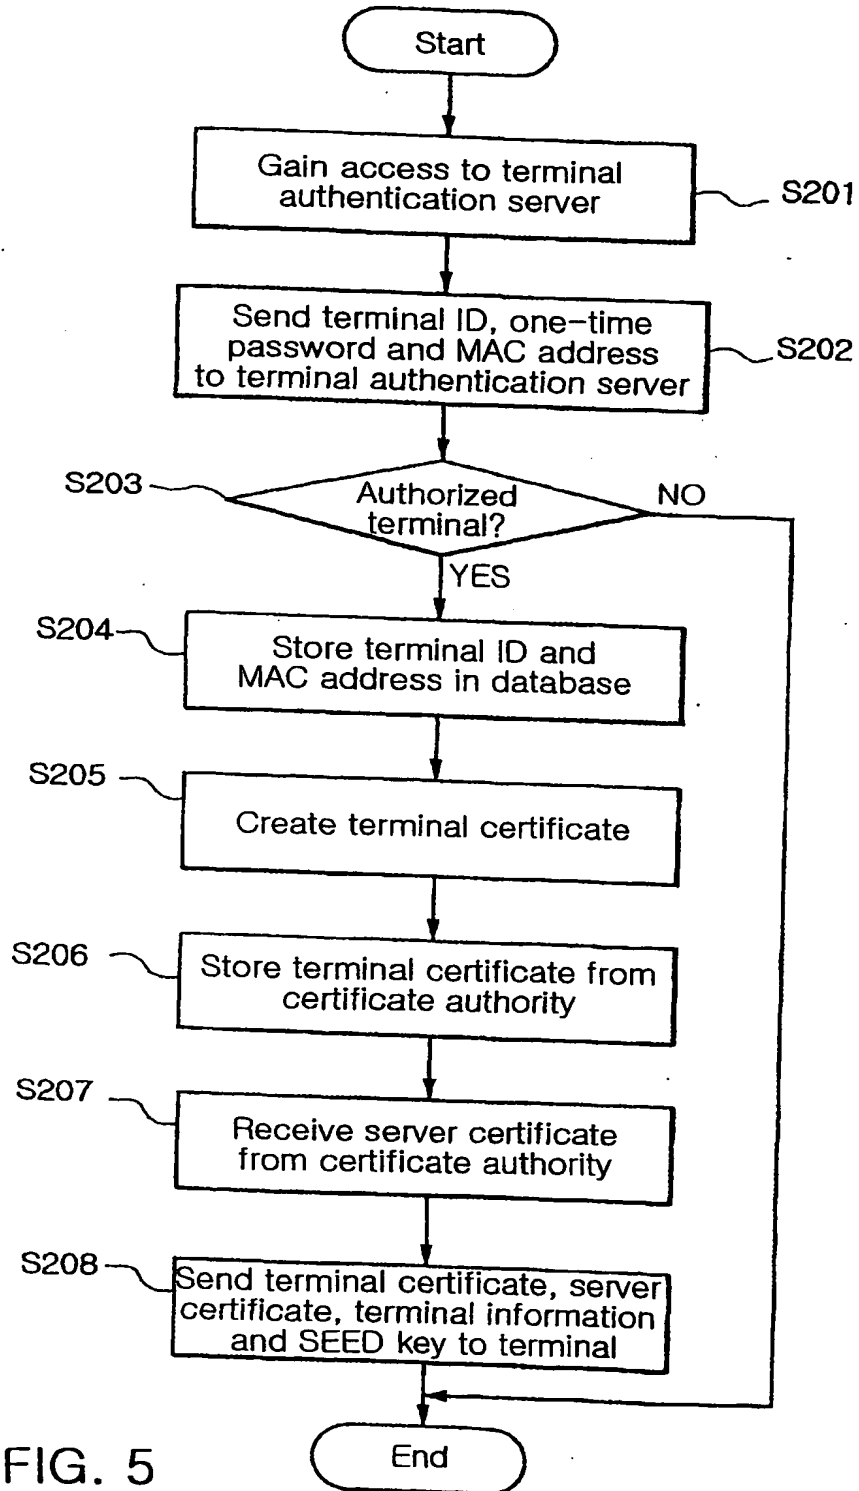 Start
Gain access to terminal
authentication server
S201
Send terminal ID, one-time
password and MAC address
to terminal authentication server
S202
S203
Authorized
terminal?
NO
YES
S204
Store terminal ID and
MAC address in database
S205
Create terminal certificate
S206
Store terminal certificate from
certificate authority
S207
Receive server certificate
from certificate authority
S208
Send terminal certificate, server
certificate, terminal information
and SEED key to terminal
End
FIG. 5